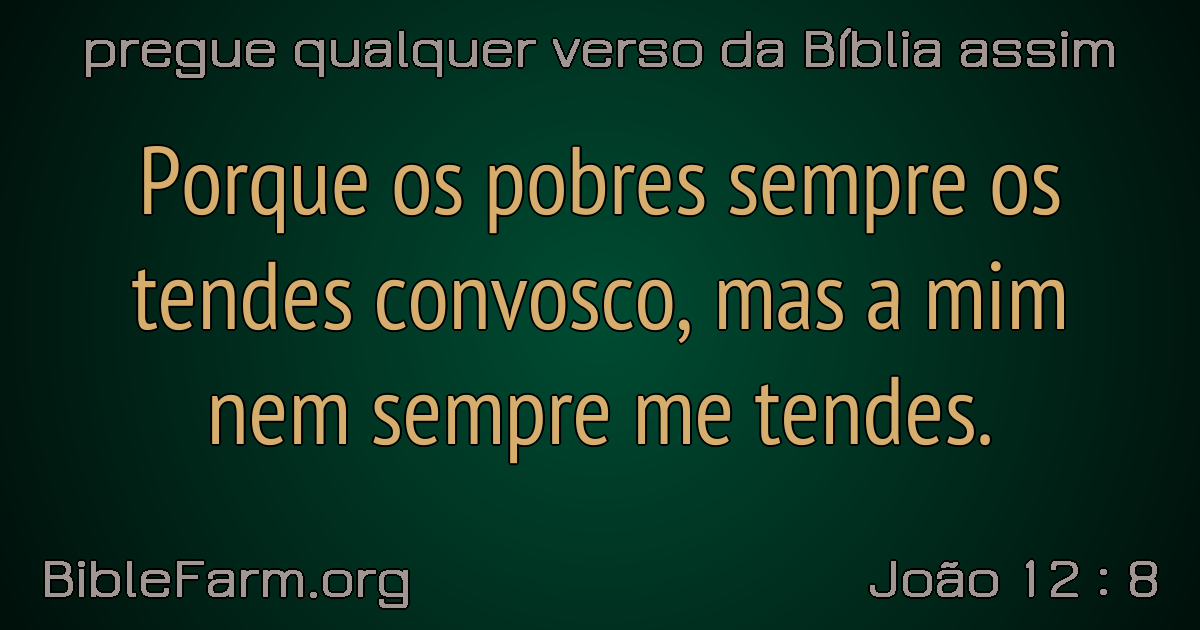 pregue qualquer verso da Bíblia assim
Porque os pobres sempre os
tendes convosco, mas a mim
nem sempre me tendes.
BibleFarm.org
João 12 : 8